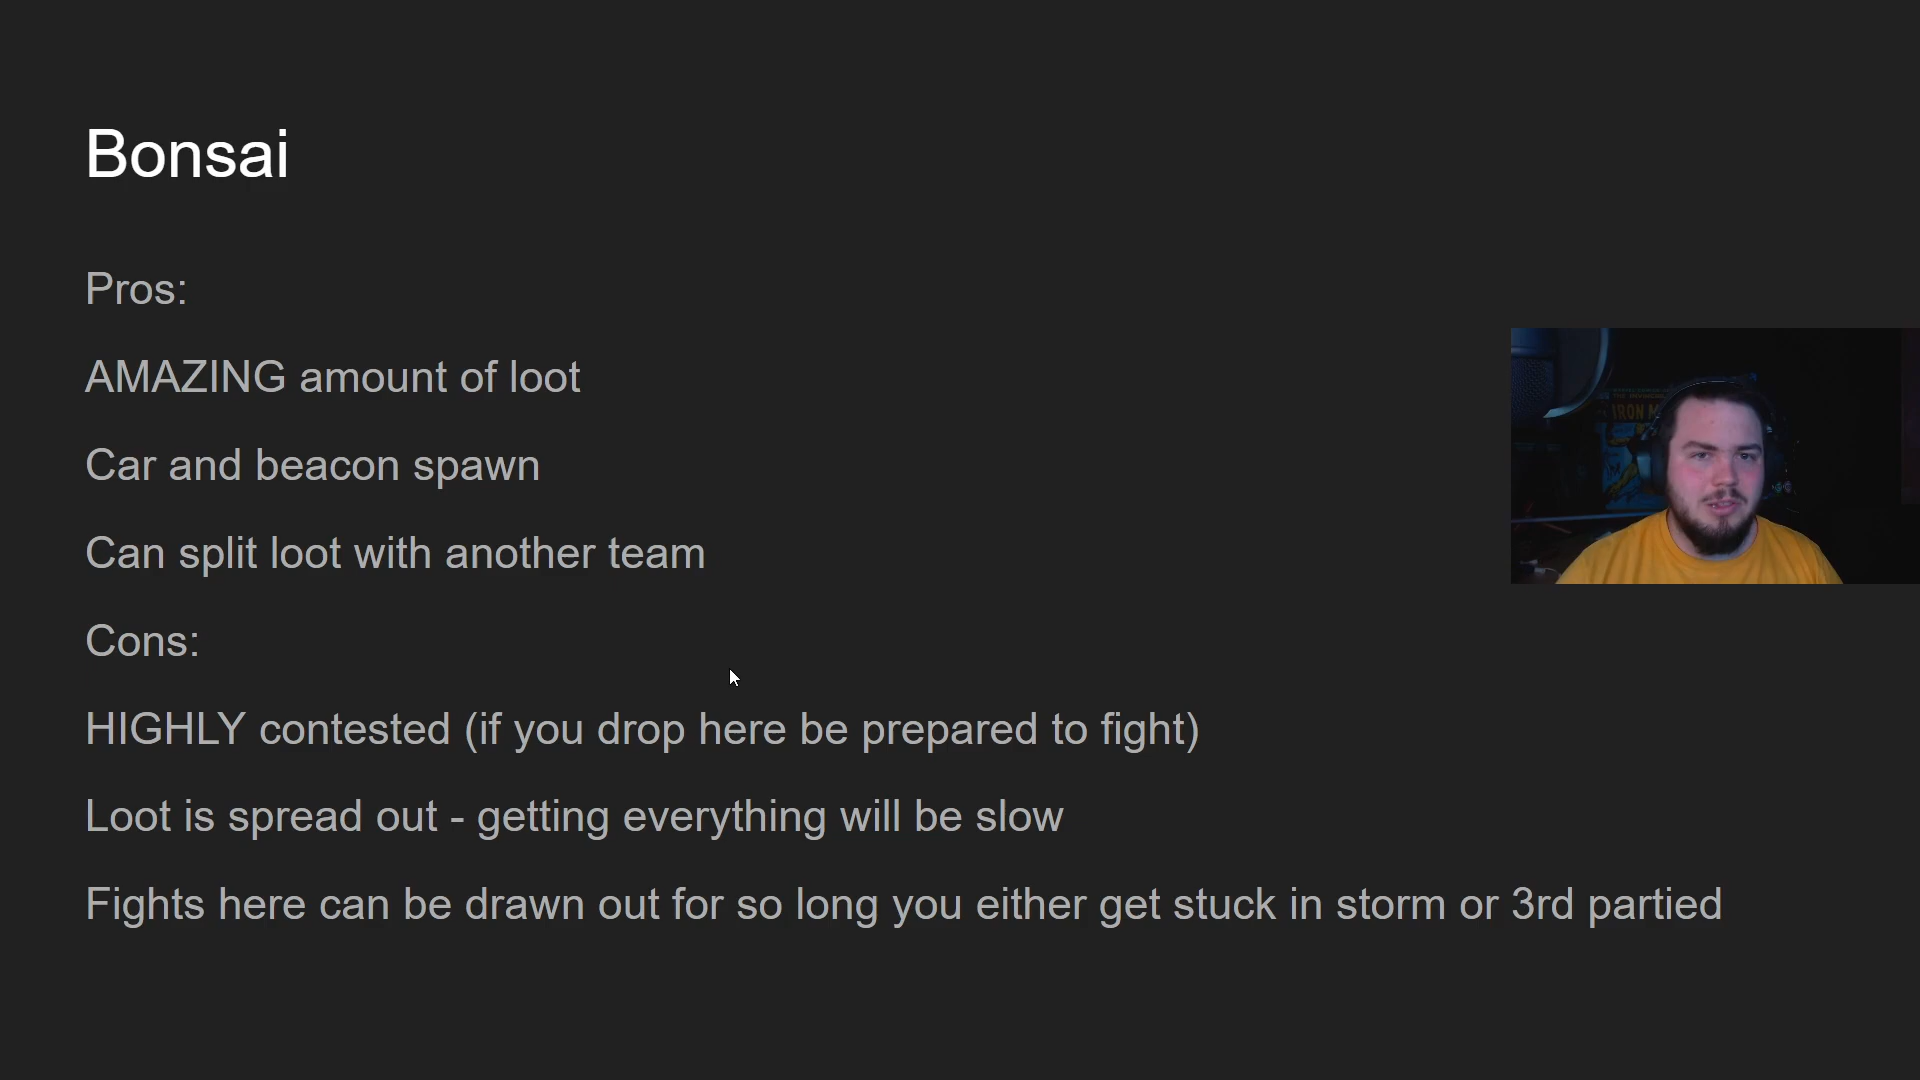 Bonsai
Pros:
AMAZING amount of loot
Car and beacon spawn
Can split loot with another team
IRON M
Cons:
HIGHLY contested (if you drop here be prepared to fight)
Loot is spread out - getting everything will be slow
Fights here can be drawn out for so long you either get stuck in storm or 3rd partied